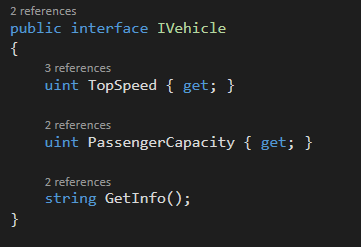 2 references
public interface IVehicle
{
3 references
uint TopSpeed { get; }
2 references
uint PassengerCapacity { get; }
2 references
string GetInfo();
}